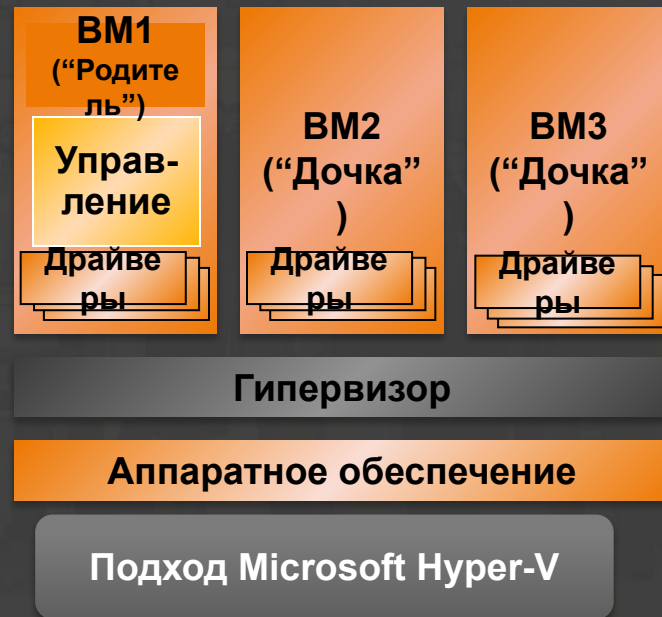 ВМ1
(“Родите
ль”)
Управ-
ление
Драйве
ры
ВМ2
(“Дочка”
)
Драйве
ры
ВМ3
(“Дочка”
)
Драйве
ры
Гипервизор
Аппаратное обеспечение
Подход Microsoft Hyper-V